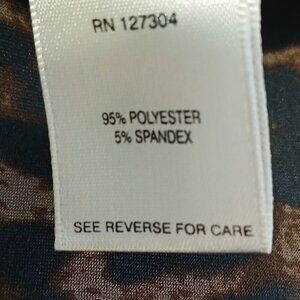 RN 127304
95% POLYESTER
5% SPANDEX
SEE REVERSE FOR CARE